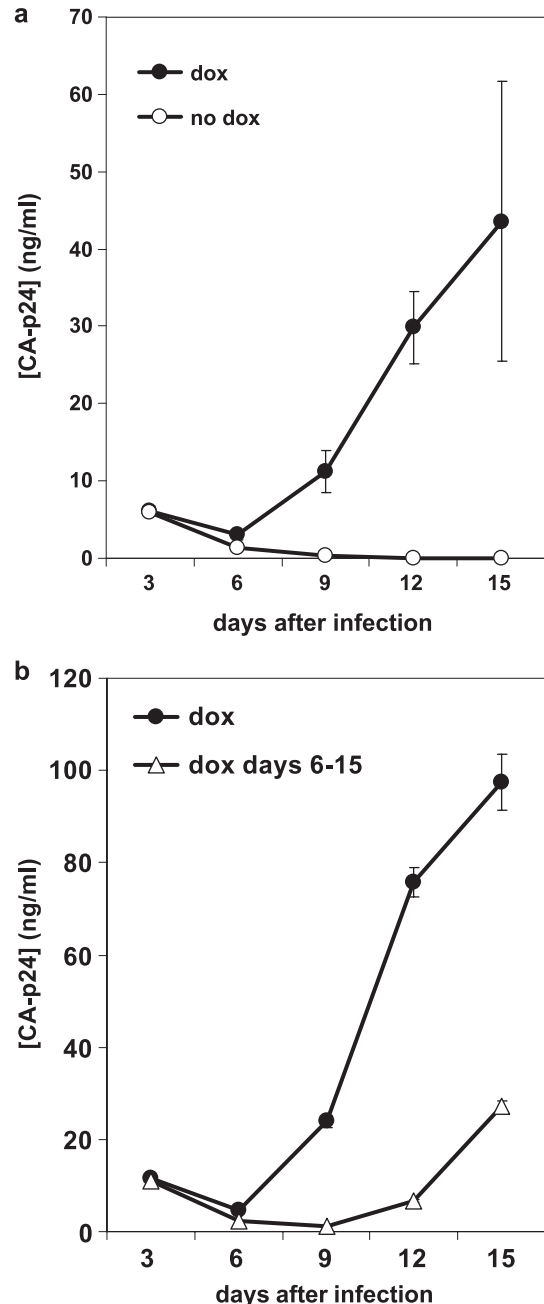 a
70
dox
60
no dox
50
40
30
20
10
0
[CA-p24] (ng/ml)
3 6 9 12 15
days after infection
b
120
dox
100
dox days 6-15
80
60
40
20
0
[CA-p24] (ng/ml)
3 6 9 12 15
days after infection